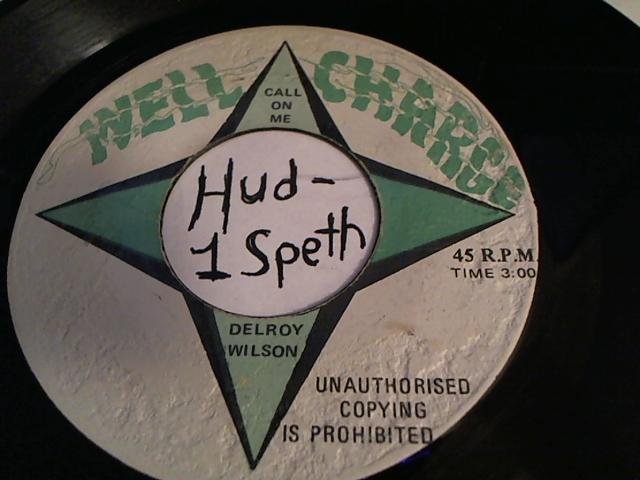 WELL CHARGE
CALL
ON
ME
Hud-
1 Speth
45 R.P.M.
TIME 3:00
DELROY
WILSON
UNAUTHORISED
COPYING
IS PROHIBITED